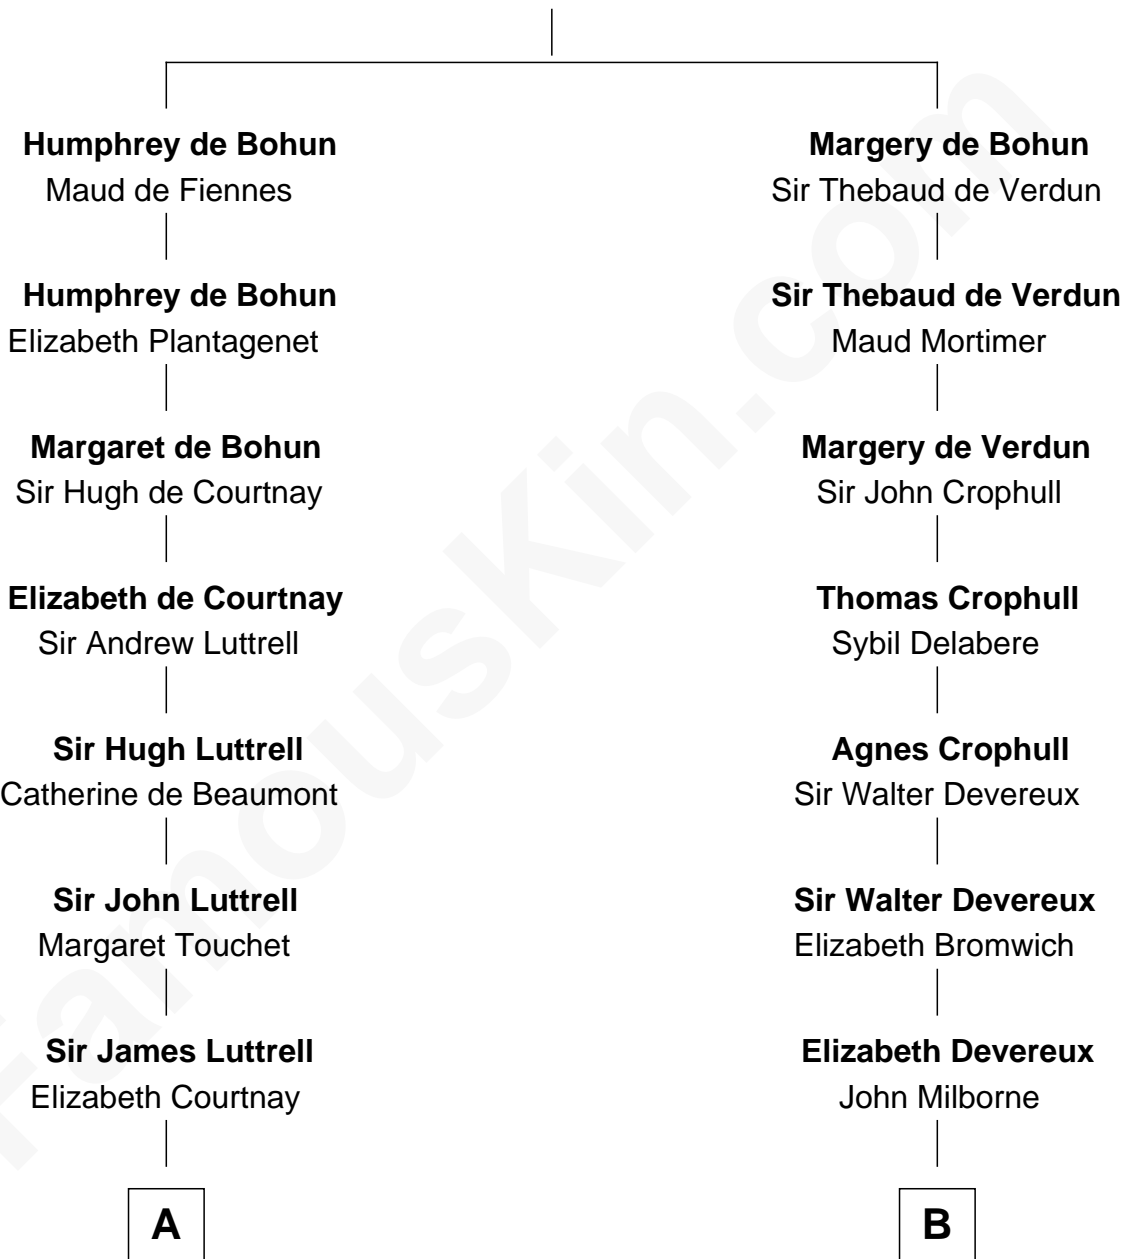 Humphrey de Bohun
Maud de Fiennes
Humphrey de Bohun
Elizabeth Plantagenet
Margaret de Bohun
Sir Hugh de Courtnay
Elizabeth de Courtnay
Sir Andrew Luttrell
Sir Hugh Luttrell
Catherine de Beaumont
Sir John Luttrell
Margaret Touchet
Sir James Luttrell
Elizabeth Courtnay
A
Margery de Bohun
Sir Thebaud de Verdun
Sir Thebaud de Verdun
Maud Mortimer
Margery de Verdun
Sir John Crophull
Thomas Crophull
Sybil Delabere
Agnes Crophull
Sir Walter Devereux
Sir Walter Devereux
Elizabeth Bromwich
Elizabeth Devereux
John Milborne
B
FamousKin.com